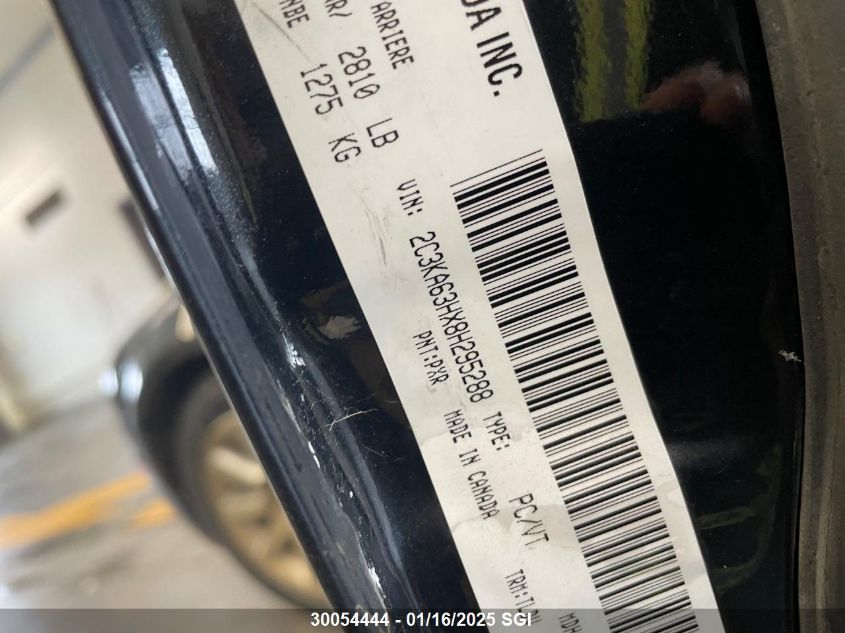 DA INC.
ARRIERE
2810 LB
1275 KG
VIN: 2C3KA63HX8H295288 TYPE: PC/VT
PNT:PXR MADE IN CANADA
30054444 - 01/16/2025 SGI